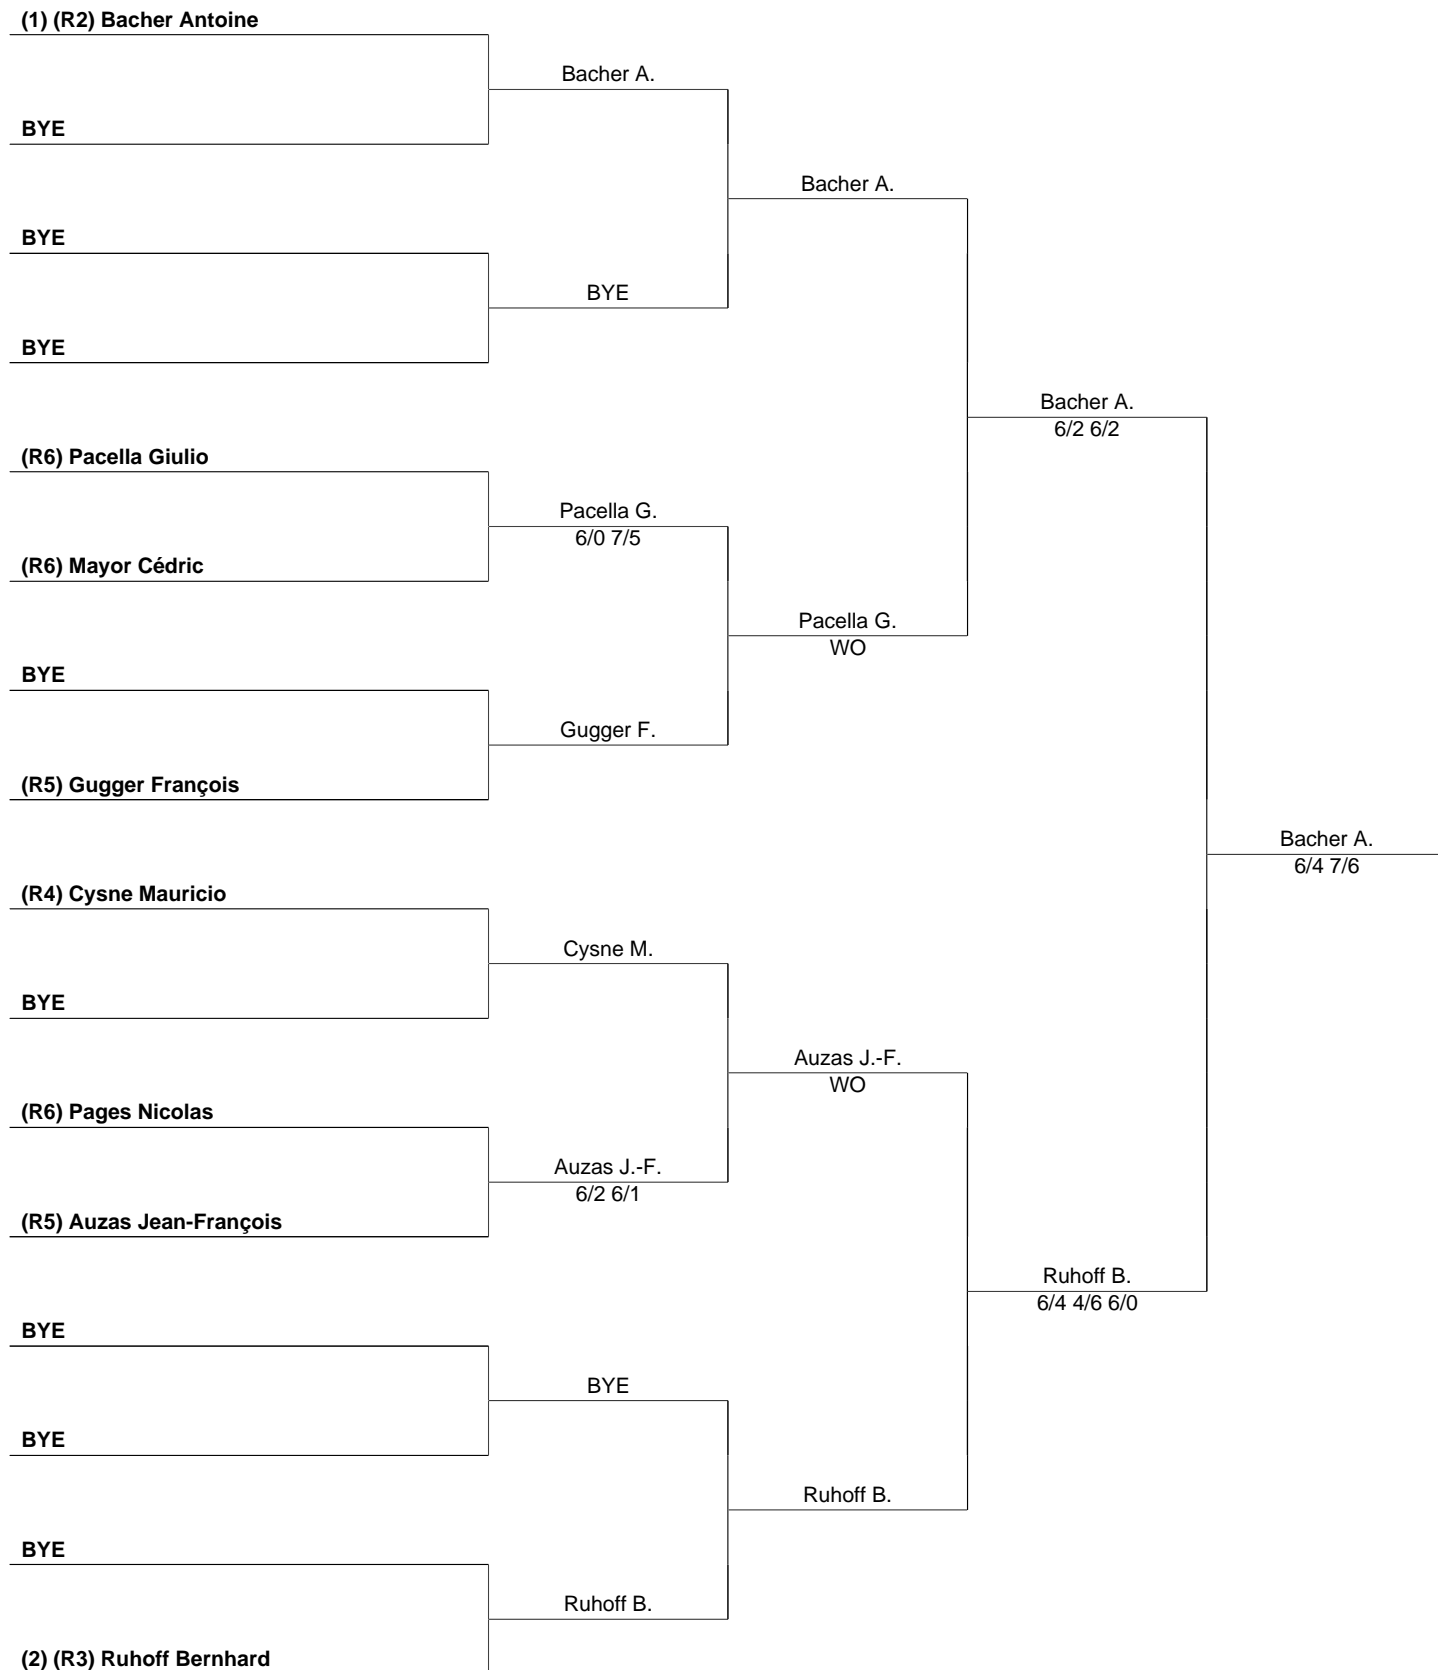 (1) (R2) Bacher Antoine
Bacher A.
BYE
Bacher A.
BYE
BYE
BYE
Bacher A.
6/2 6/2
(R6) Pacella Giulio
Pacella G.
6/0 7/5
(R6) Mayor Cédric
Pacella G.
WO
BYE
Gugger F.
(R5) Gugger François
Bacher A.
6/4 7/6
(R4) Cysne Mauricio
Cysne M.
BYE
Auzas J.-F.
WO
(R6) Pages Nicolas
Auzas J.-F.
6/2 6/1
(R5) Auzas Jean-François
Ruhoff B.
6/4 4/6 6/0
BYE
BYE
BYE
Ruhoff B.
BYE
Ruhoff B.
(2) (R3) Ruhoff Bernhard